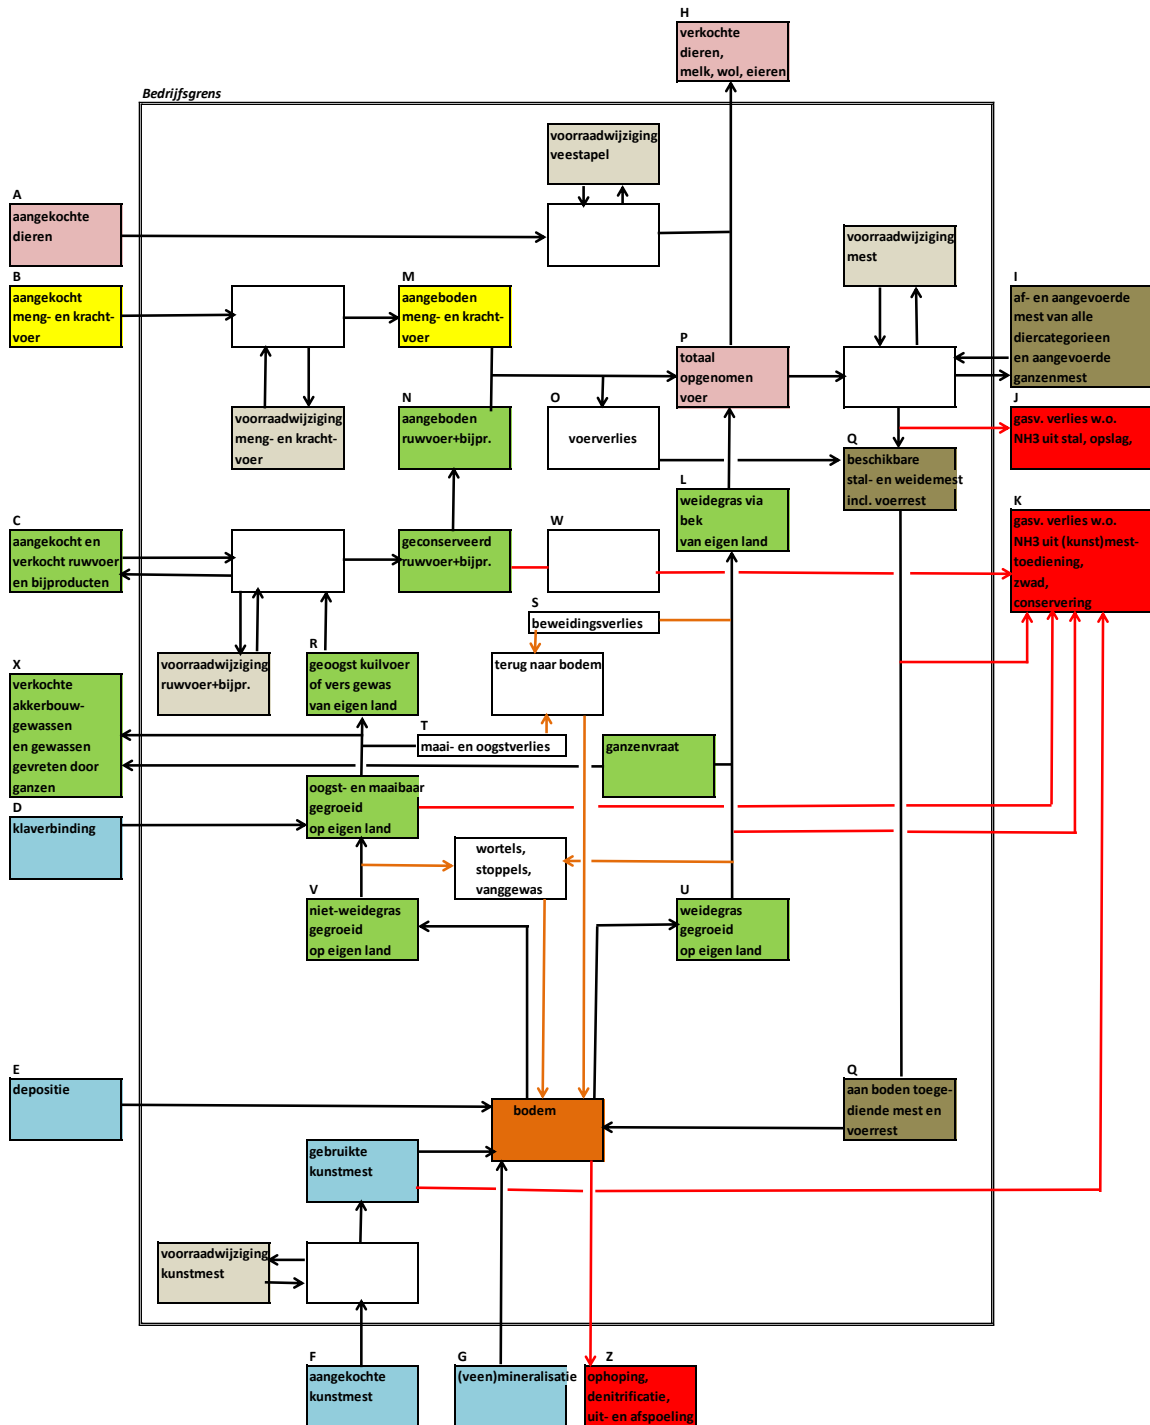 H
verkochte
dieren,
melk, wol, eieren
Bedrijfsgrens
voorraadwijziging
veestapel
A
aangekochte
dieren
voorraadwijziging
mest
B
aangekocht
meng- en kracht-
voer
M
aangeboden
meng- en kracht-
voer
I
af- en aangevoerde
mest van alle
diercategorieen
en aangevoerde
ganzenmest
P
totaal
opgenomen
voer
voorraadwijziging
meng- en kracht-
voer
N
aangeboden
ruwvoer+bijpr.
O
voerverlies
J
gasv. verlies w.o.
NH3 uit stal, opslag,
Q
beschikbare
stal- en weidemest
incl. voerrest
L
weidegras via
bek
van eigen land
K
gasv. verlies w.o.
NH3 uit (kunst)mest-
toediening,
zwad,
conservering
C
aangekocht en
verkocht ruwvoer
en bijproducten
geconserveerd
ruwvoer+bijpr.
W
S
beweidingsverlies
R
geoogst kuilvoer
of vers gewas
van eigen land
voorraadwijziging
ruwvoer+bijpr.
terug naar bodem
X
verkochte
akkerbouw-
gewassen
en gewassen
gevreten door
ganzen
T
maai- en oogstverlies
ganzenvraat
oogst- en maaibaar
gegroeid
op eigen land
D
klaverbinding
wortels,
stoppels,
vanggewas
V
niet-weidegras
gegroeid
op eigen land
U
weidegras
gegroeid
op eigen land
E
depositie
Q
aan boden toege-
diende mest en
voerrest
bodem
gebruikte
kunstmest
voorraadwijziging
kunstmest
F
aangekochte
kunstmest
G
(veen)mineralisatie
Z
ophoping,
denitrificatie,
uit- en afspoeling